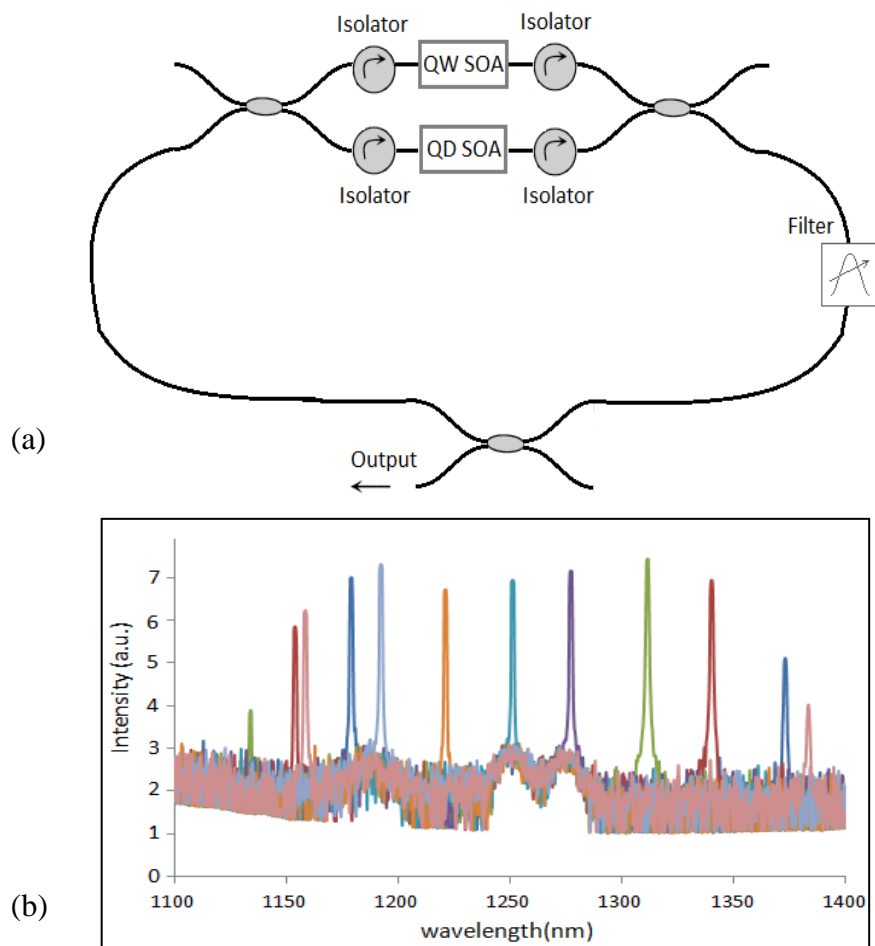 Isolator
Isolator
QW SOA
QD SOA
Isolator
Isolator
Filter
(a)
Output
7
6
5
4
3
2
1
0
Intensity (a.u.)
1100
1150
1200
1250
1300
1350
1400
(b)
wavelength(nm)